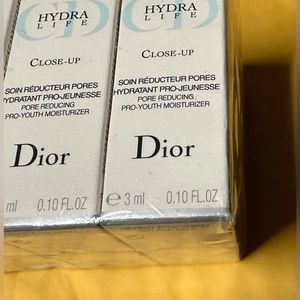 HYDRA
LIFE
CLOSE-UP
SOIN RÉDUCTEUR PORES
HYDRATANT PRO-JEUNESSE
PORE REDUCING
PRO-YOUTH MOISTURIZER
Dior
ml 0.10 FL.OZ
HYDRA
LIFE
CLOSE-UP
SOIN RÉDUCTEUR PORES
HYDRATANT PRO-JEUNESSE
PORE REDUCING
PRO-YOUTH MOISTURIZER
Dior
℮ 3 ml 0.10 FL.OZ